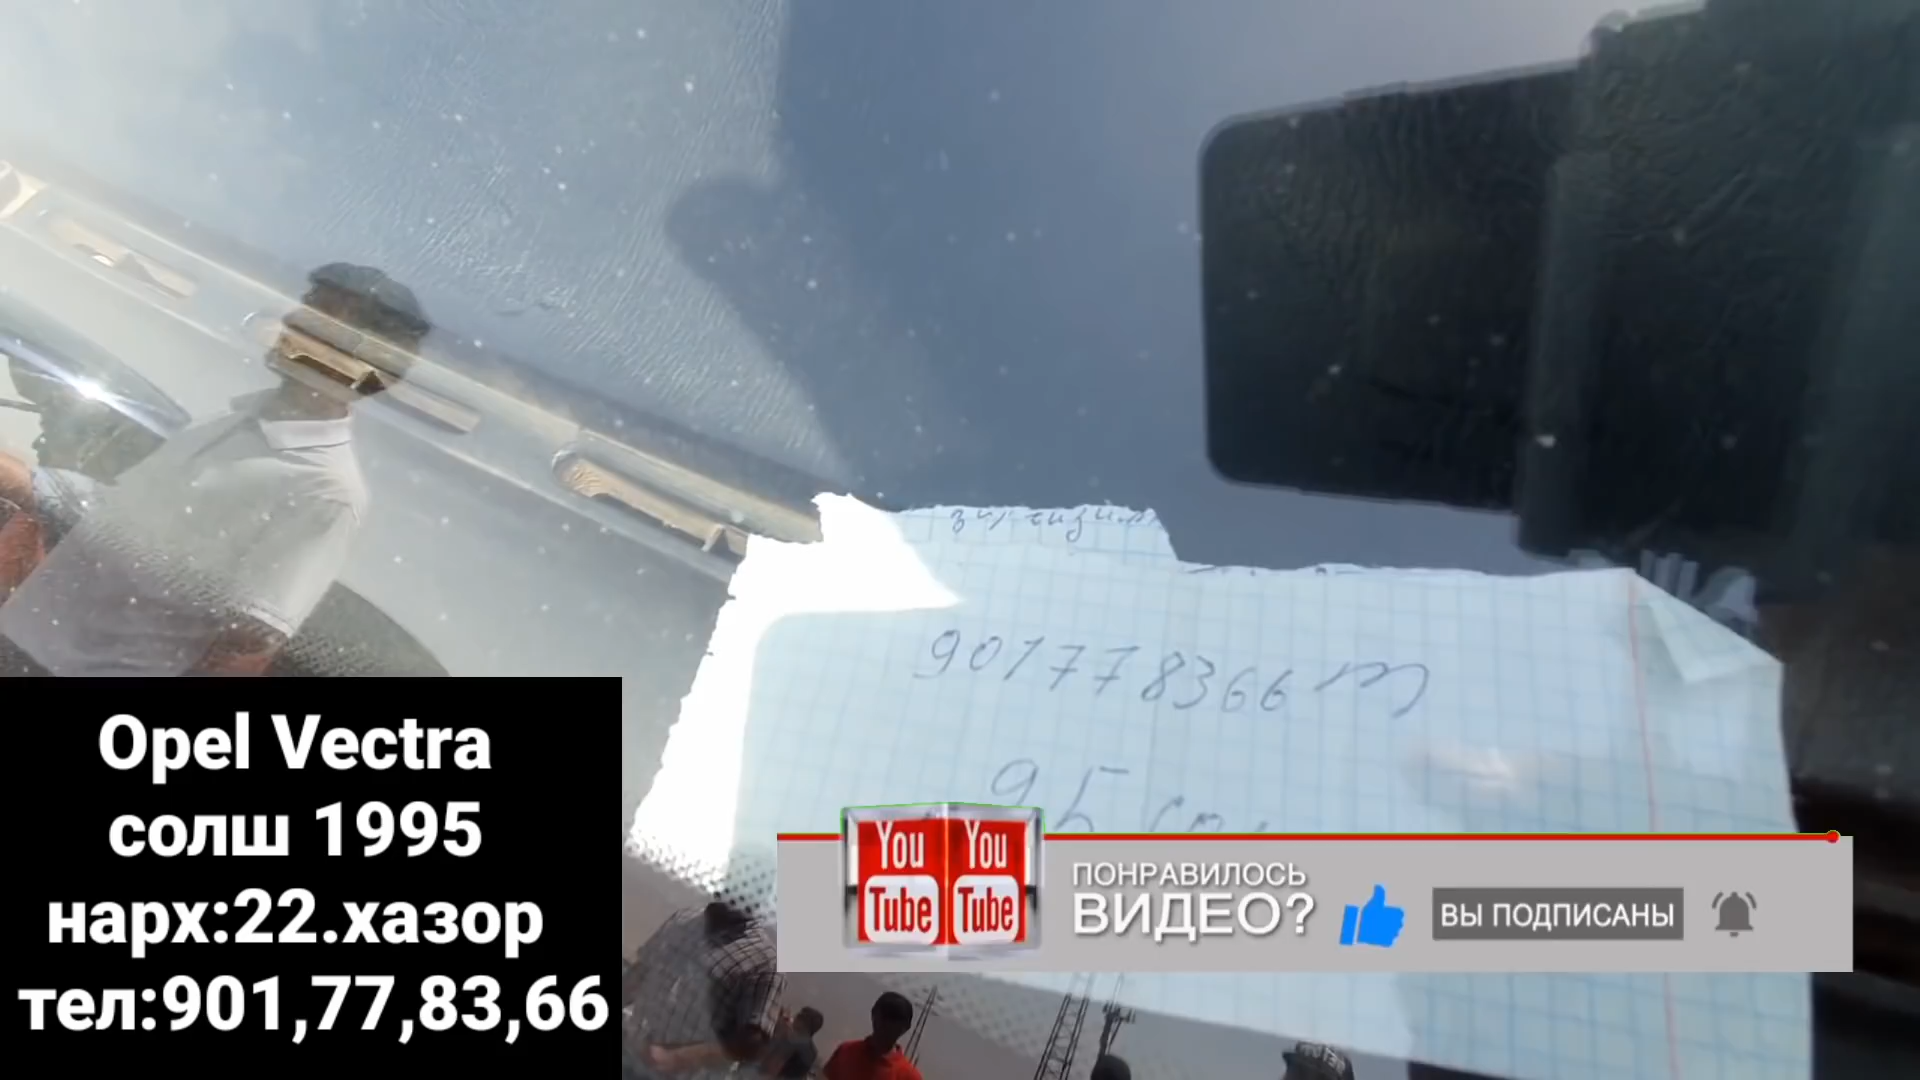 901778366 m
95
Opel Vectra
солш 1995
нарх:22.хазор
тел:901,77,83,66
You Tube
You Tube
ПОНРАВИЛОСЬ
ВИДЕО?
ВЫ ПОДПИСАНЫ